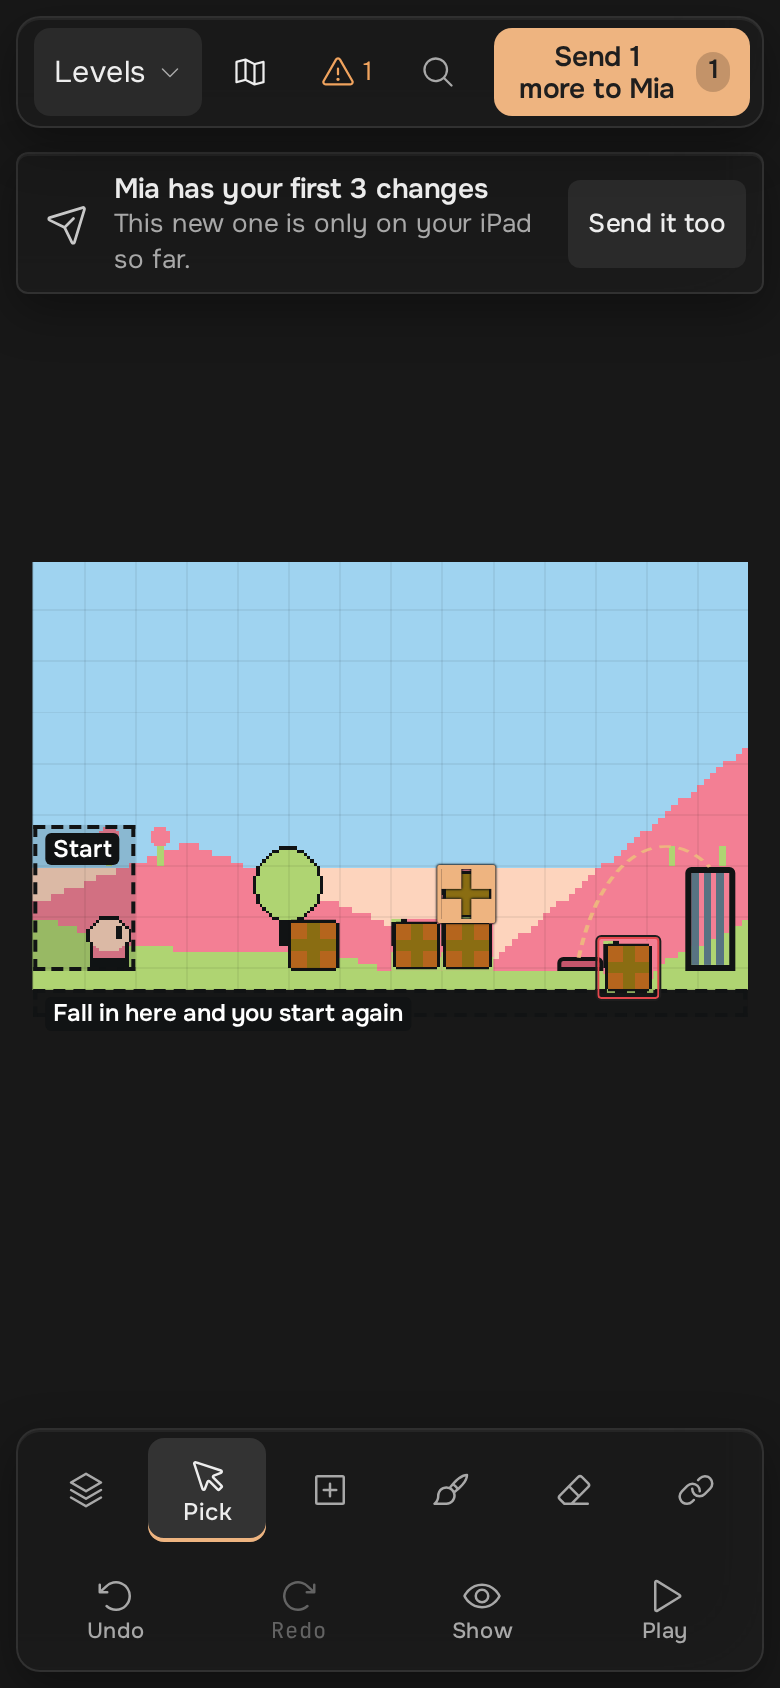 Levels
1
Send 1
more to Mia
1
Mia has your first 3 changes
This new one is only on your iPad
so far.
Send it too
Start
Fall in here and you start again
Pick
Undo
Redo
Show
Play